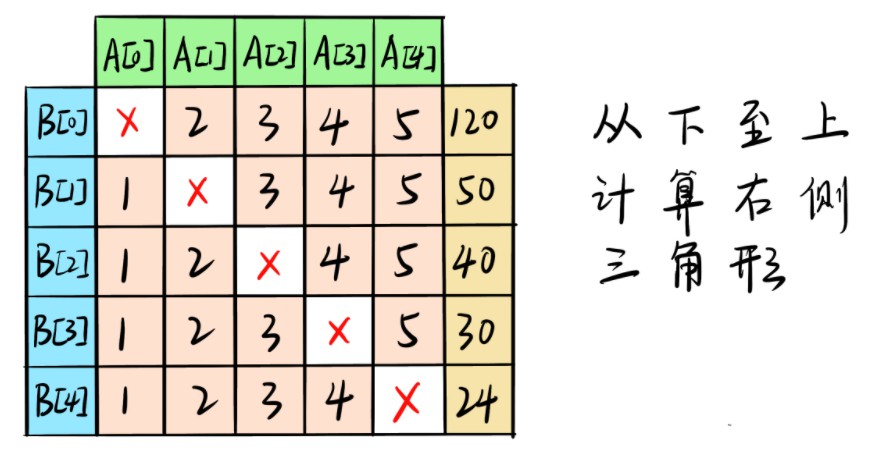 A[0] A[1] A[2] A[3] A[4]
B[0] × 2 3 4 5 120
从下至上
B[1] 1 × 3 4 5 50
计算右侧
B[2] 1 2 × 4 5 40
三角形
B[3] 1 2 3 × 5 30
B[4] 1 2 3 4 × 24